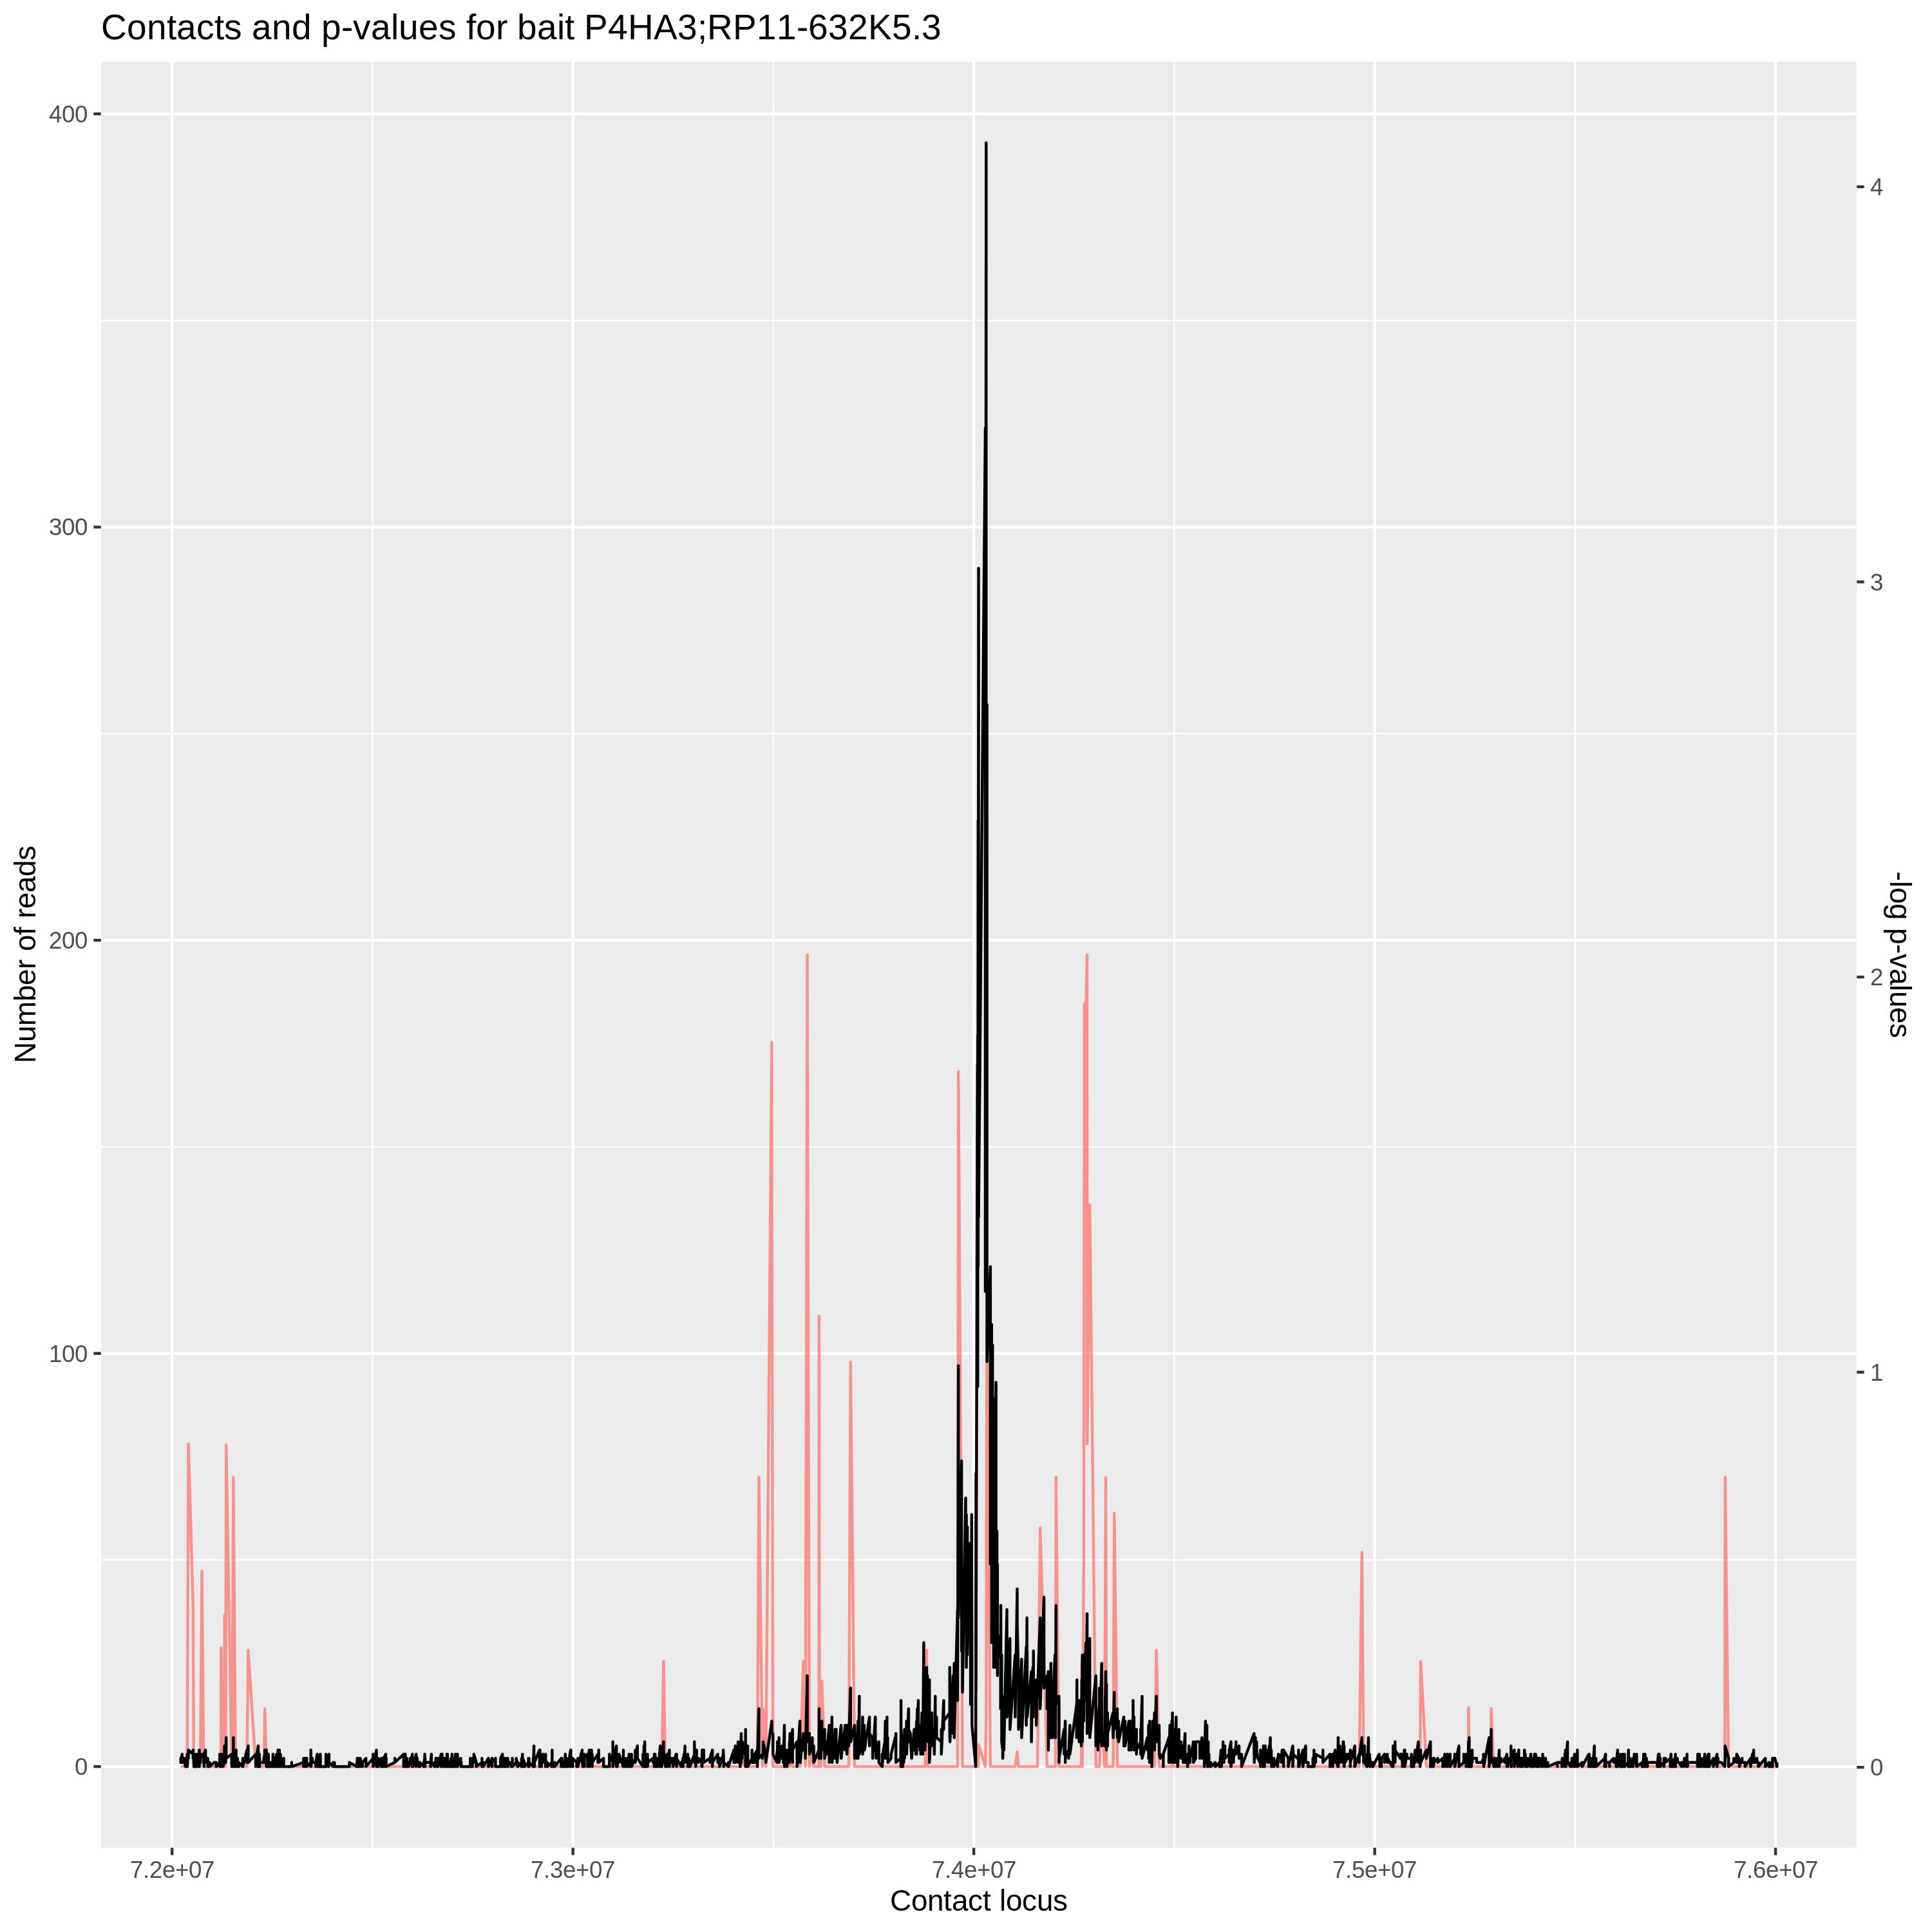 Contacts and p-values for bait P4HA3;RP11-632K5.3
400
300
200
100
0
Number of reads
4
3
2
1
0
-log p-values
7.2e+07
7.3e+07
7.4e+07
7.5e+07
7.6e+07
Contact locus